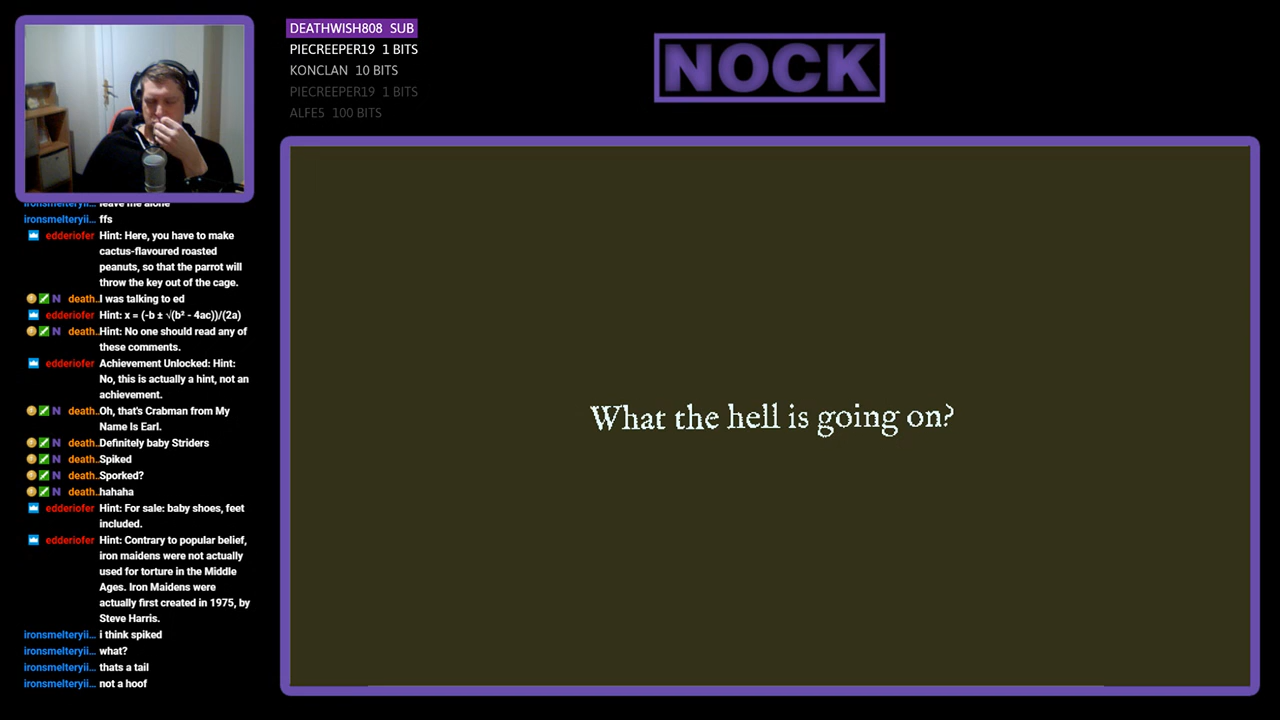 DEATHWISH808 SUB
PIECREEPER19 1 BITS
KONCLAN 10 BITS
PIECREEPER19 1 BITS
ALFE5 100 BITS
NOCK
ironsmelteryii... leave me alone
ironsmelteryii... ffs
edderiofer Hint: Here, you have to make
cactus-flavoured roasted
peanuts, so that the parrot will
throw the key out of the cage.
N death... I was talking to ed
edderiofer Hint: x = (-b ± √(b² - 4ac))/(2a)
N death... Hint: No one should read any of
these comments.
edderiofer Achievement Unlocked: Hint:
No, this is actually a hint, not an
achievement.
N death... Oh, that's Crabman from My
Name Is Earl.
N death... Definitely baby Striders
N death... Spiked
N death... Sporked?
N death... hahaha
edderiofer Hint: For sale: baby shoes, feet
included.
edderiofer Hint: Contrary to popular belief,
iron maidens were not actually
used for torture in the Middle
Ages. Iron Maidens were
actually first created in 1975, by
Steve Harris.
ironsmelteryii... i think spiked
ironsmelteryii... what?
ironsmelteryii... thats a tail
ironsmelteryii... not a hoof
What the hell is going on?